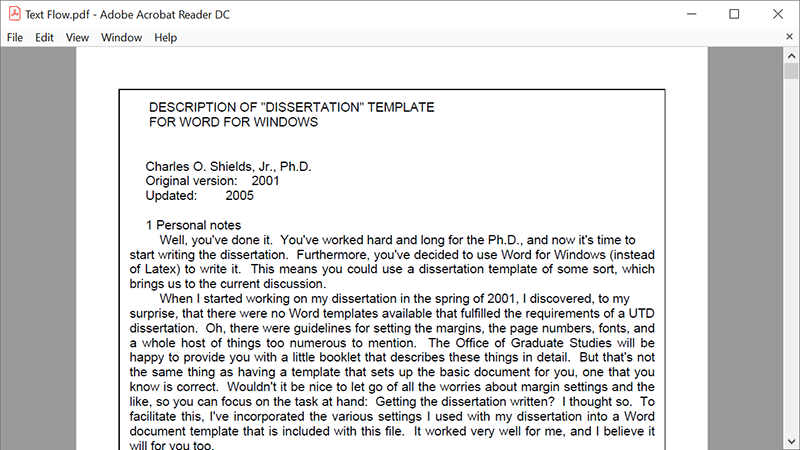 Text Flow.pdf - Adobe Acrobat Reader DC
File Edit View Window Help
DESCRIPTION OF "DISSERTATION" TEMPLATE
FOR WORD FOR WINDOWS
Charles O. Shields, Jr., Ph.D.
Original version: 2001
Updated: 2005
1 Personal notes
Well, you've done it. You've worked hard and long for the Ph.D., and now it's time to
start writing the dissertation. Furthermore, you've decided to use Word for Windows (instead
of Latex) to write it. This means you could use a dissertation template of some sort, which
brings us to the current discussion.
When I started working on my dissertation in the spring of 2001, I discovered, to my
surprise, that there were no Word templates available that fulfilled the requirements of a UTD
dissertation. Oh, there were guidelines for setting the margins, the page numbers, fonts, and
a whole host of things too numerous to mention. The Office of Graduate Studies will be
happy to provide you with a little booklet that describes these things in detail. But that's not
the same thing as having a template that sets up the basic document for you, one that you
know is correct. Wouldn't it be nice to let go of all the worries about margin settings and the
like, so you can focus on the task at hand: Getting the dissertation written? I thought so. To
facilitate this, I've incorporated the various settings I used with my dissertation into a Word
document template that is included with this file. It worked very well for me, and I believe it
will for you too.